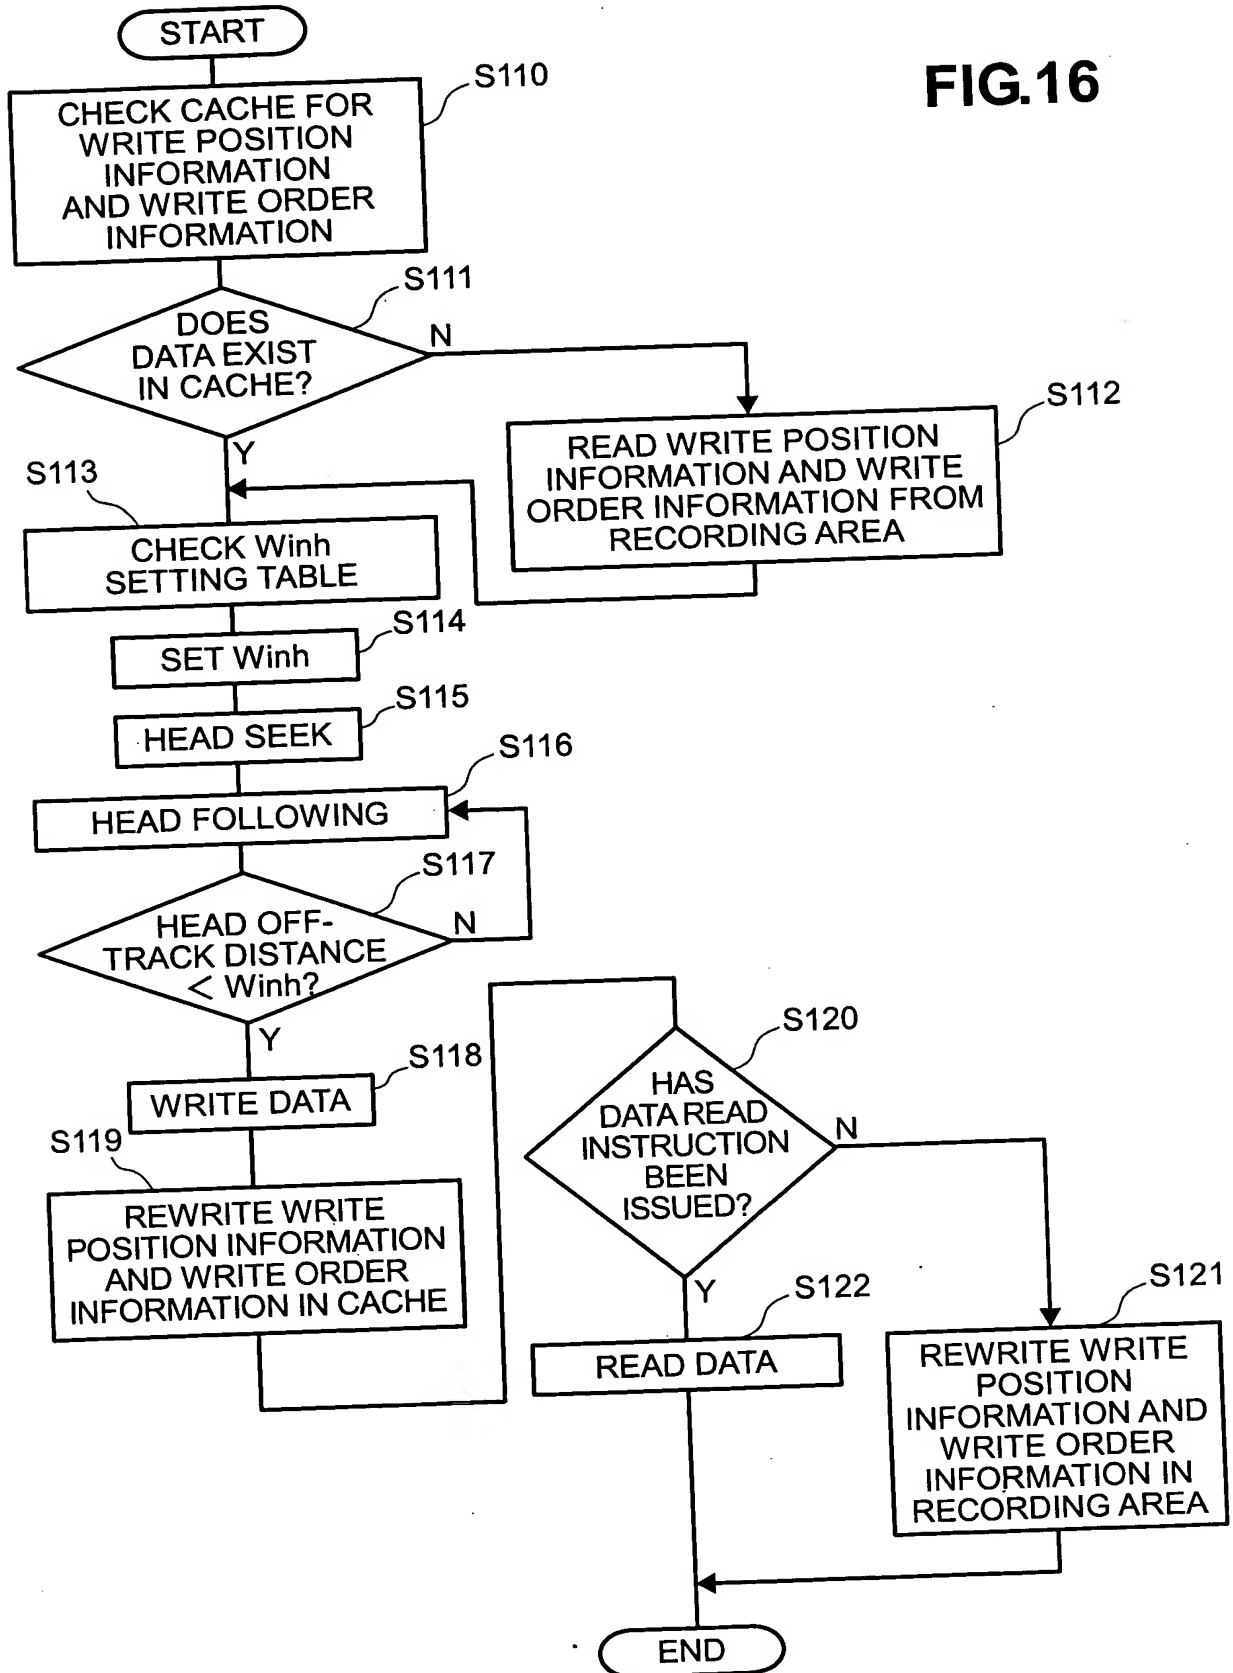 START
FIG.16
S110
CHECK CACHE FOR
WRITE POSITION
INFORMATION
AND WRITE ORDER
INFORMATION
S111
DOES
DATA EXIST
IN CACHE?
N
Y
S112
READ WRITE POSITION
INFORMATION AND WRITE
ORDER INFORMATION FROM
RECORDING AREA
S113
CHECK Winh
SETTING TABLE
S114
SET Winh
S115
HEAD SEEK
S116
HEAD FOLLOWING
S117
HEAD OFF-
TRACK DISTANCE
< Winh?
N
Y
S118
WRITE DATA
S119
REWRITE WRITE
POSITION INFORMATION
AND WRITE ORDER
INFORMATION IN CACHE
S120
HAS
DATA READ
INSTRUCTION
BEEN
ISSUED?
N
Y
S122
READ DATA
S121
REWRITE WRITE
POSITION
INFORMATION AND
WRITE ORDER
INFORMATION IN
RECORDING AREA
END